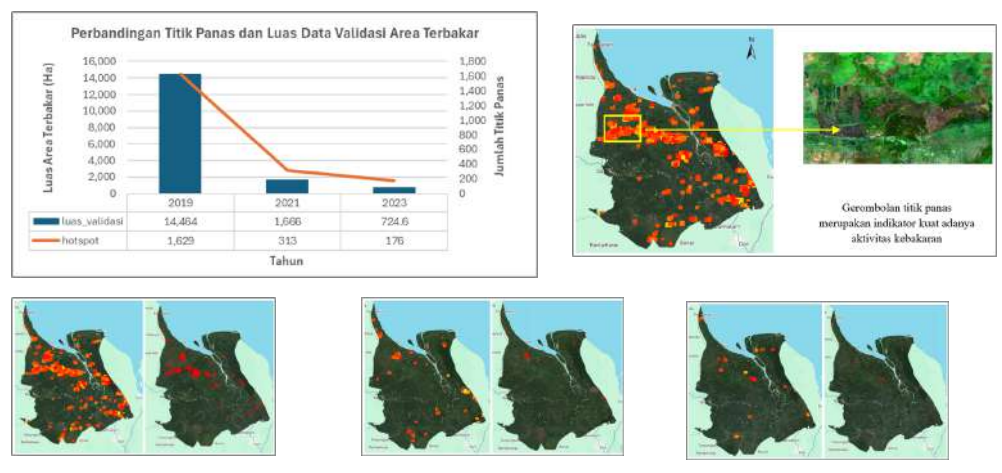 Perbandingan Titik Panas dan Luas Data Validasi Area Terbakar
Luas Area Terbakar (Ha)
16,000
14,000
12,000
10,000
8,000
6,000
4,000
2,000
0
1,800
1,600
1,400
1,200
1,000
800
600
400
200
0
Jumlah Titik Panas
2019 2021 2023
luas_validasi 14,464 1,666 724.6
hotspot 1,629 313 176
Tahun
N
Gerombolan titik panas
merupakan indikator kuat adanya
aktivitas kebakaran